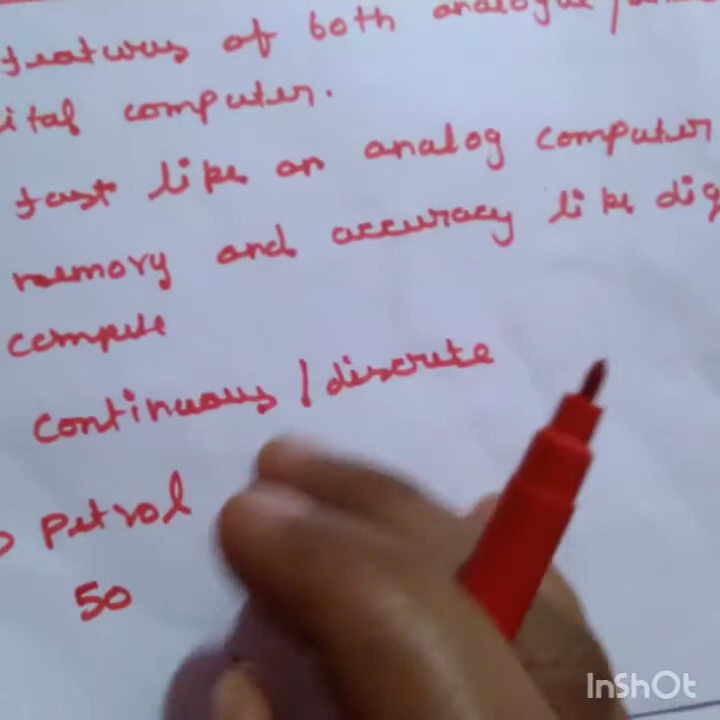 features of both analogue
ital computer.
fast like an analog computer
memory and accuracy like dig
compute
continuous / discrete
Petrol
50
InShOt